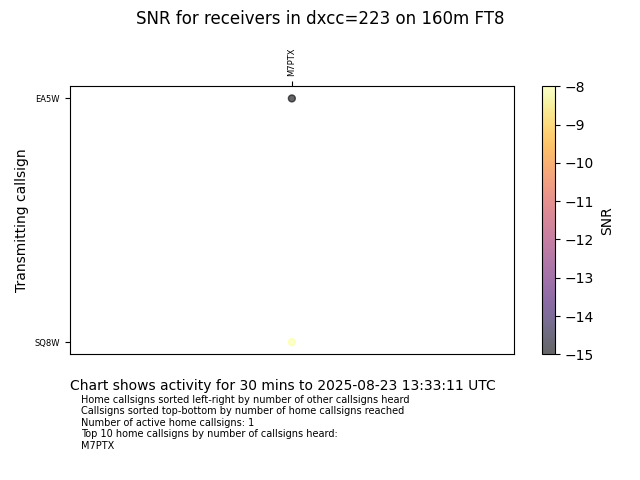 SNR for receivers in dxcc=223 on 160m FT8
M7PTX
EA5W
SQ8W
Transmitting callsign
−8
−9
−10
−11
−12
−13
−14
−15
SNR
Chart shows activity for 30 mins to 2025-08-23 13:33:11 UTC
Home callsigns sorted left-right by number of other callsigns heard
Callsigns sorted top-bottom by number of home callsigns reached
Number of active home callsigns: 1
Top 10 home callsigns by number of callsigns heard:
M7PTX